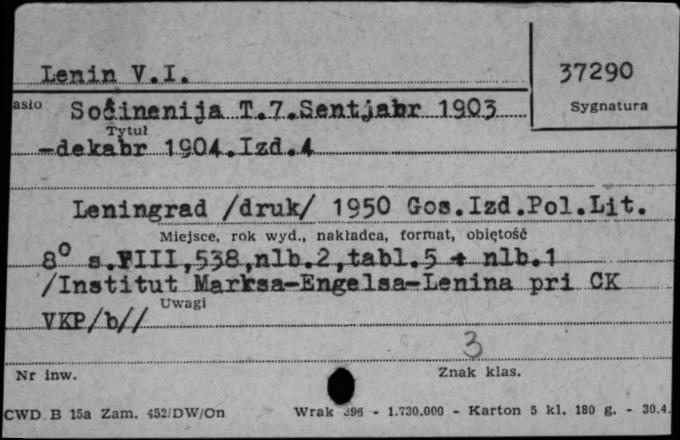 Lenin V.I.
37290
asło Sočinenija T.7.Sentjabr 1903
Sygnatura
Tytuł
-dekabr 1904.Izd.4
Leningrad /druk/ 1950 Gos.Izd.Pol.Lit.
Miejsce, rok wyd., nakładca, format, objętość
8° s.VIII,538,nlb.2,tabl.5 + nlb.1
/Institut Marksa-Engelsa-Lenina pri CK
Uwagi
VKP/b//
3
Nr inw.
Znak klas.
CWD B 15a Zam. 452/DW/On Wrak 396 - 1.730.000 - Karton 5 kl. 180 g. - 30.4.